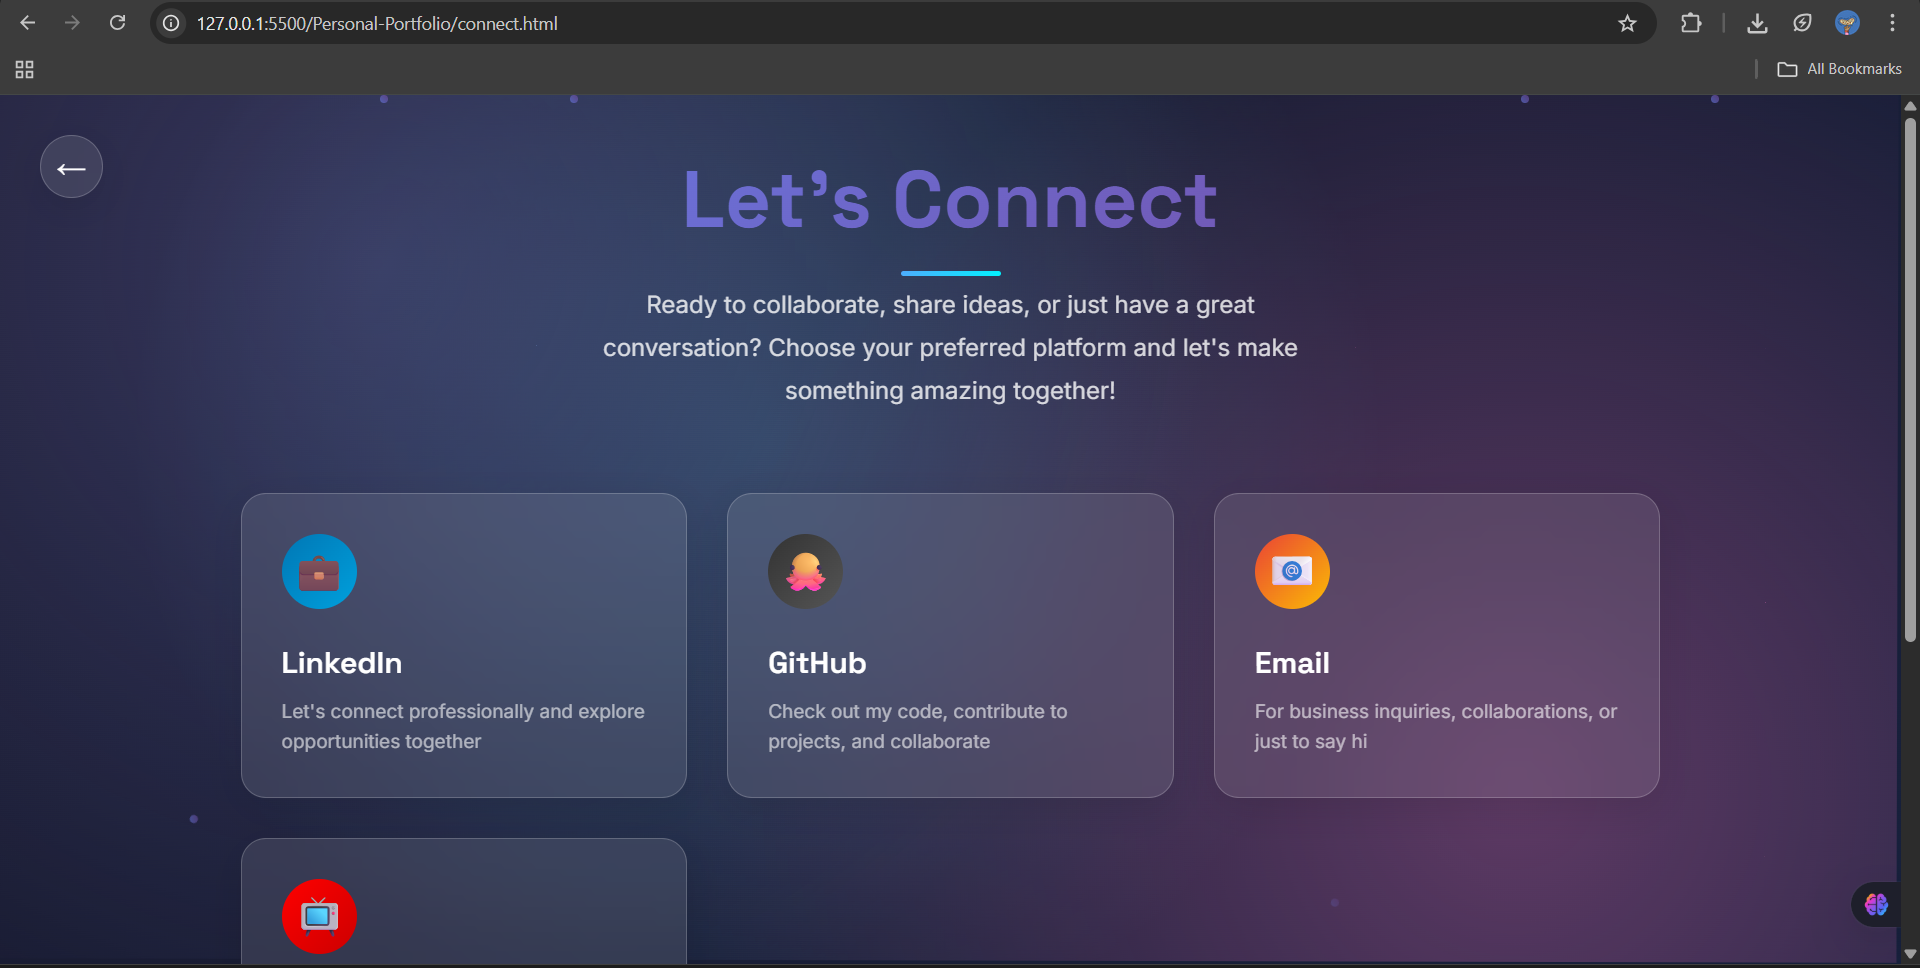 127.0.0.1:5500/Personal-Portfolio/connect.html
All Bookmarks
Let's Connect
Ready to collaborate, share ideas, or just have a great
conversation? Choose your preferred platform and let's make
something amazing together!
LinkedIn
Let's connect professionally and explore
opportunities together
GitHub
Check out my code, contribute to
projects, and collaborate
@
Email
For business inquiries, collaborations, or
just to say hi